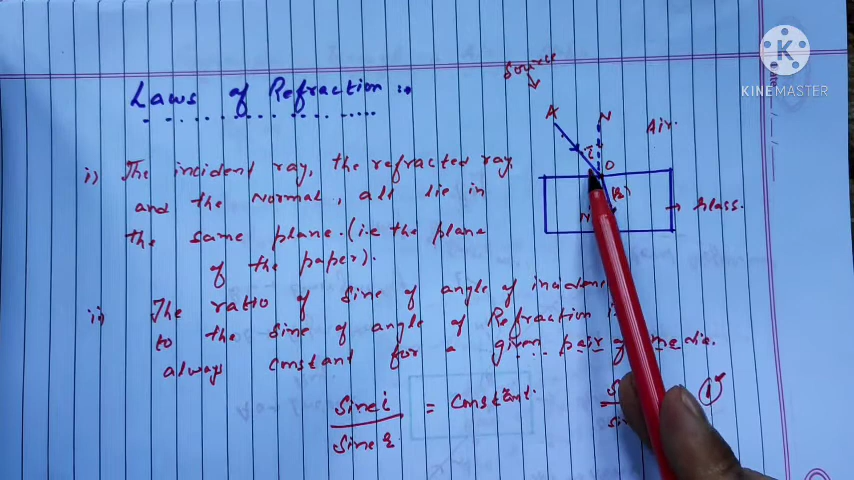 K
KINEMASTER
Source
Laws of Refraction :-
A
N
Air.
i
O
i) The incident ray, the refracted ray
and the Normal, all lie in
the same plane. (i.e the plane
of the paper).
(B)
N
→ Glass.
ii) The ratio of Sine of angle of incidenc
to the Sine of angle of Refraction i
always constant for a given pair of media.
Sine i
Sine r
= Constant.
=